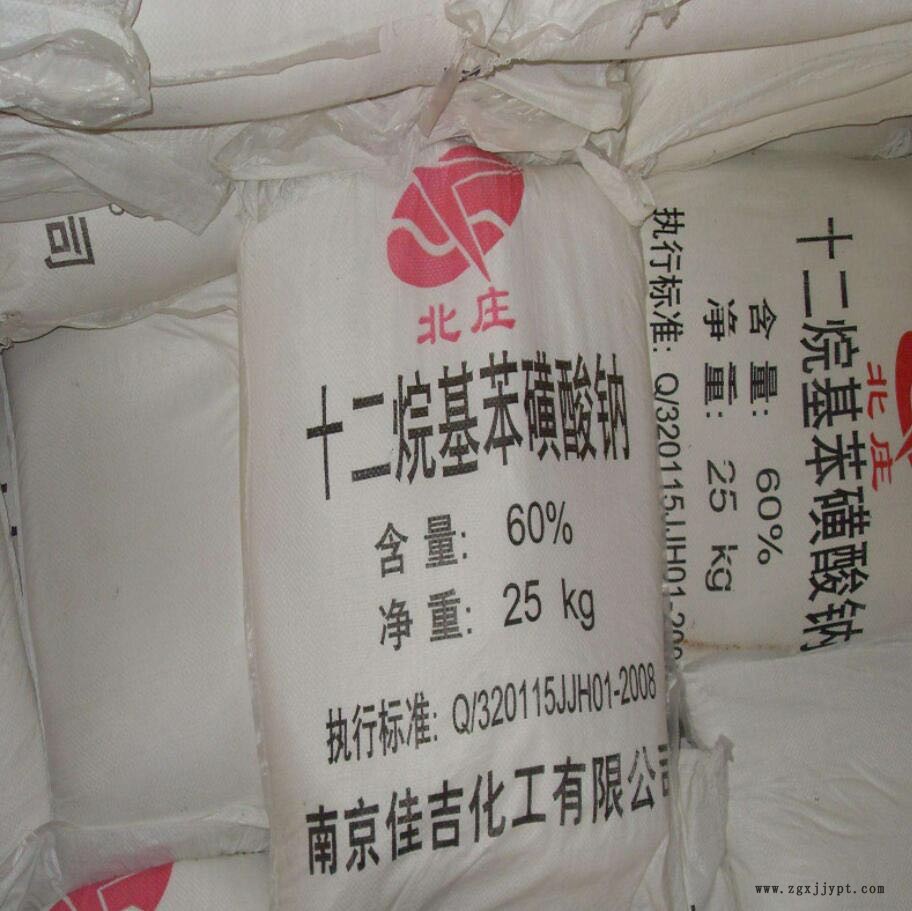 司
北庄
十二烷基苯磺酸钠
含量: 60%
净重: 25 kg
执行标准: Q/320115JJH01-2008
南京佳吉化工有限公司
北庄
十二烷基苯磺酸钠
含量: 60%
净重: 25 kg
执行标准: Q/320115JJH01-200
www.zgxjjypt.com